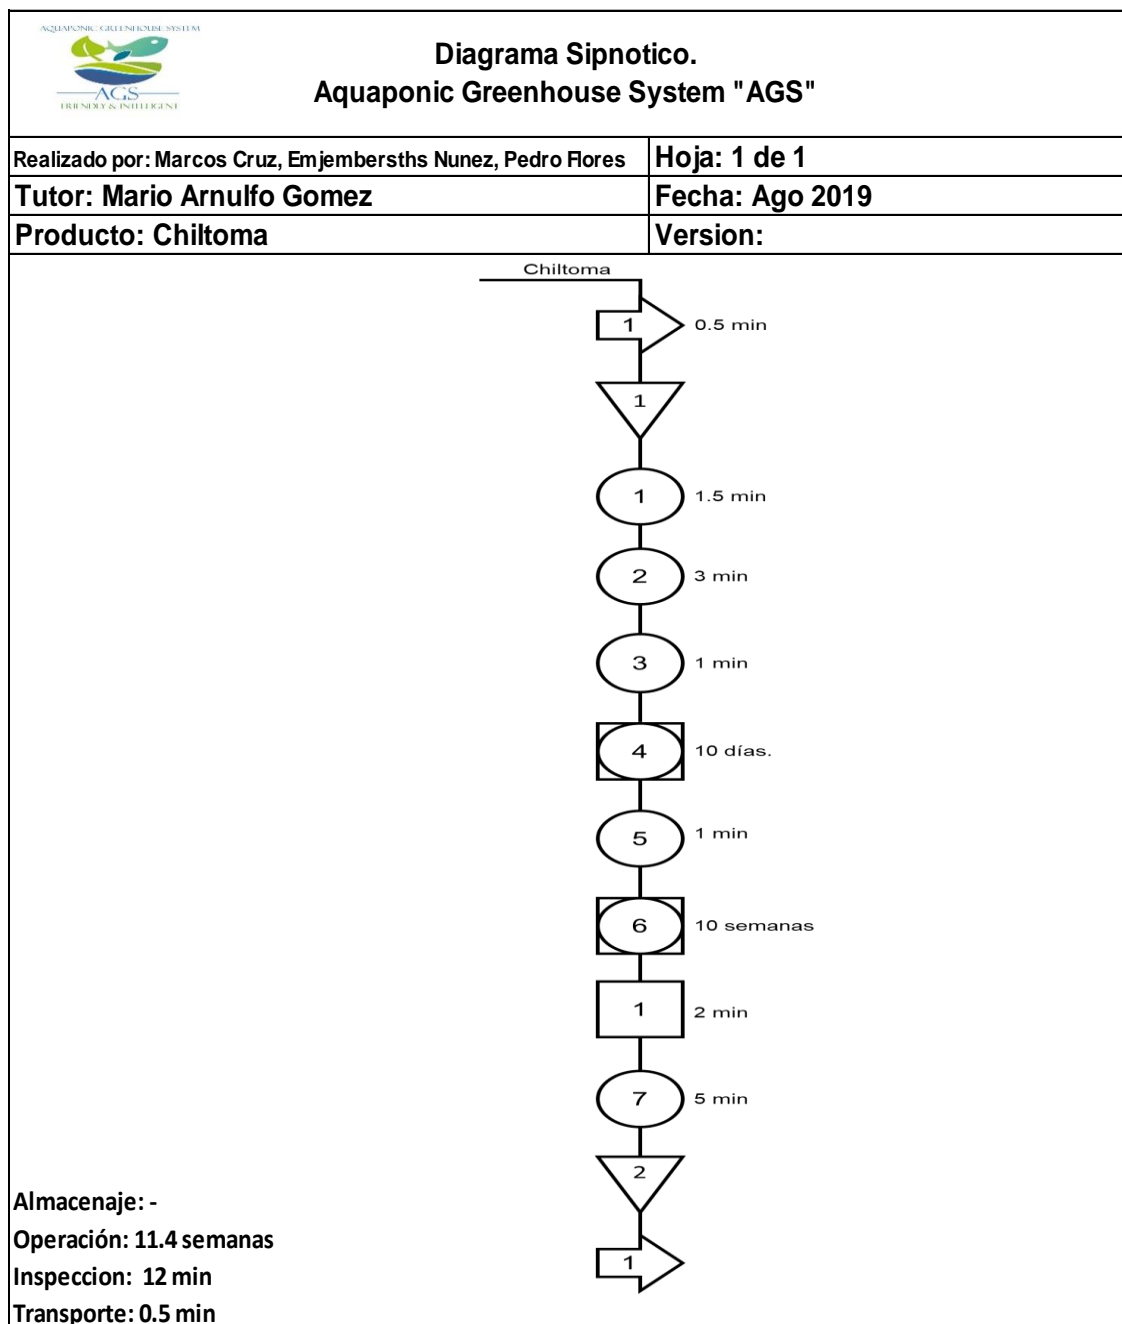 AQUAPONIC GREENHOUSE SYSTEM
AGS
FRIENDLY & INTELLIGENT
Diagrama Sipnotico.
Aquaponic Greenhouse System "AGS"
Realizado por: Marcos Cruz, Emjembersths Nunez, Pedro Flores
Hoja: 1 de 1
Tutor: Mario Arnulfo Gomez
Fecha: Ago 2019
Producto: Chiltoma
Version:
Chiltoma
1 0.5 min
1
1 1.5 min
2 3 min
3 1 min
4 10 días.
5 1 min
6 10 semanas
1 2 min
7 5 min
2
1
Almacenaje: -
Operación: 11.4 semanas
Inspeccion: 12 min
Transporte: 0.5 min